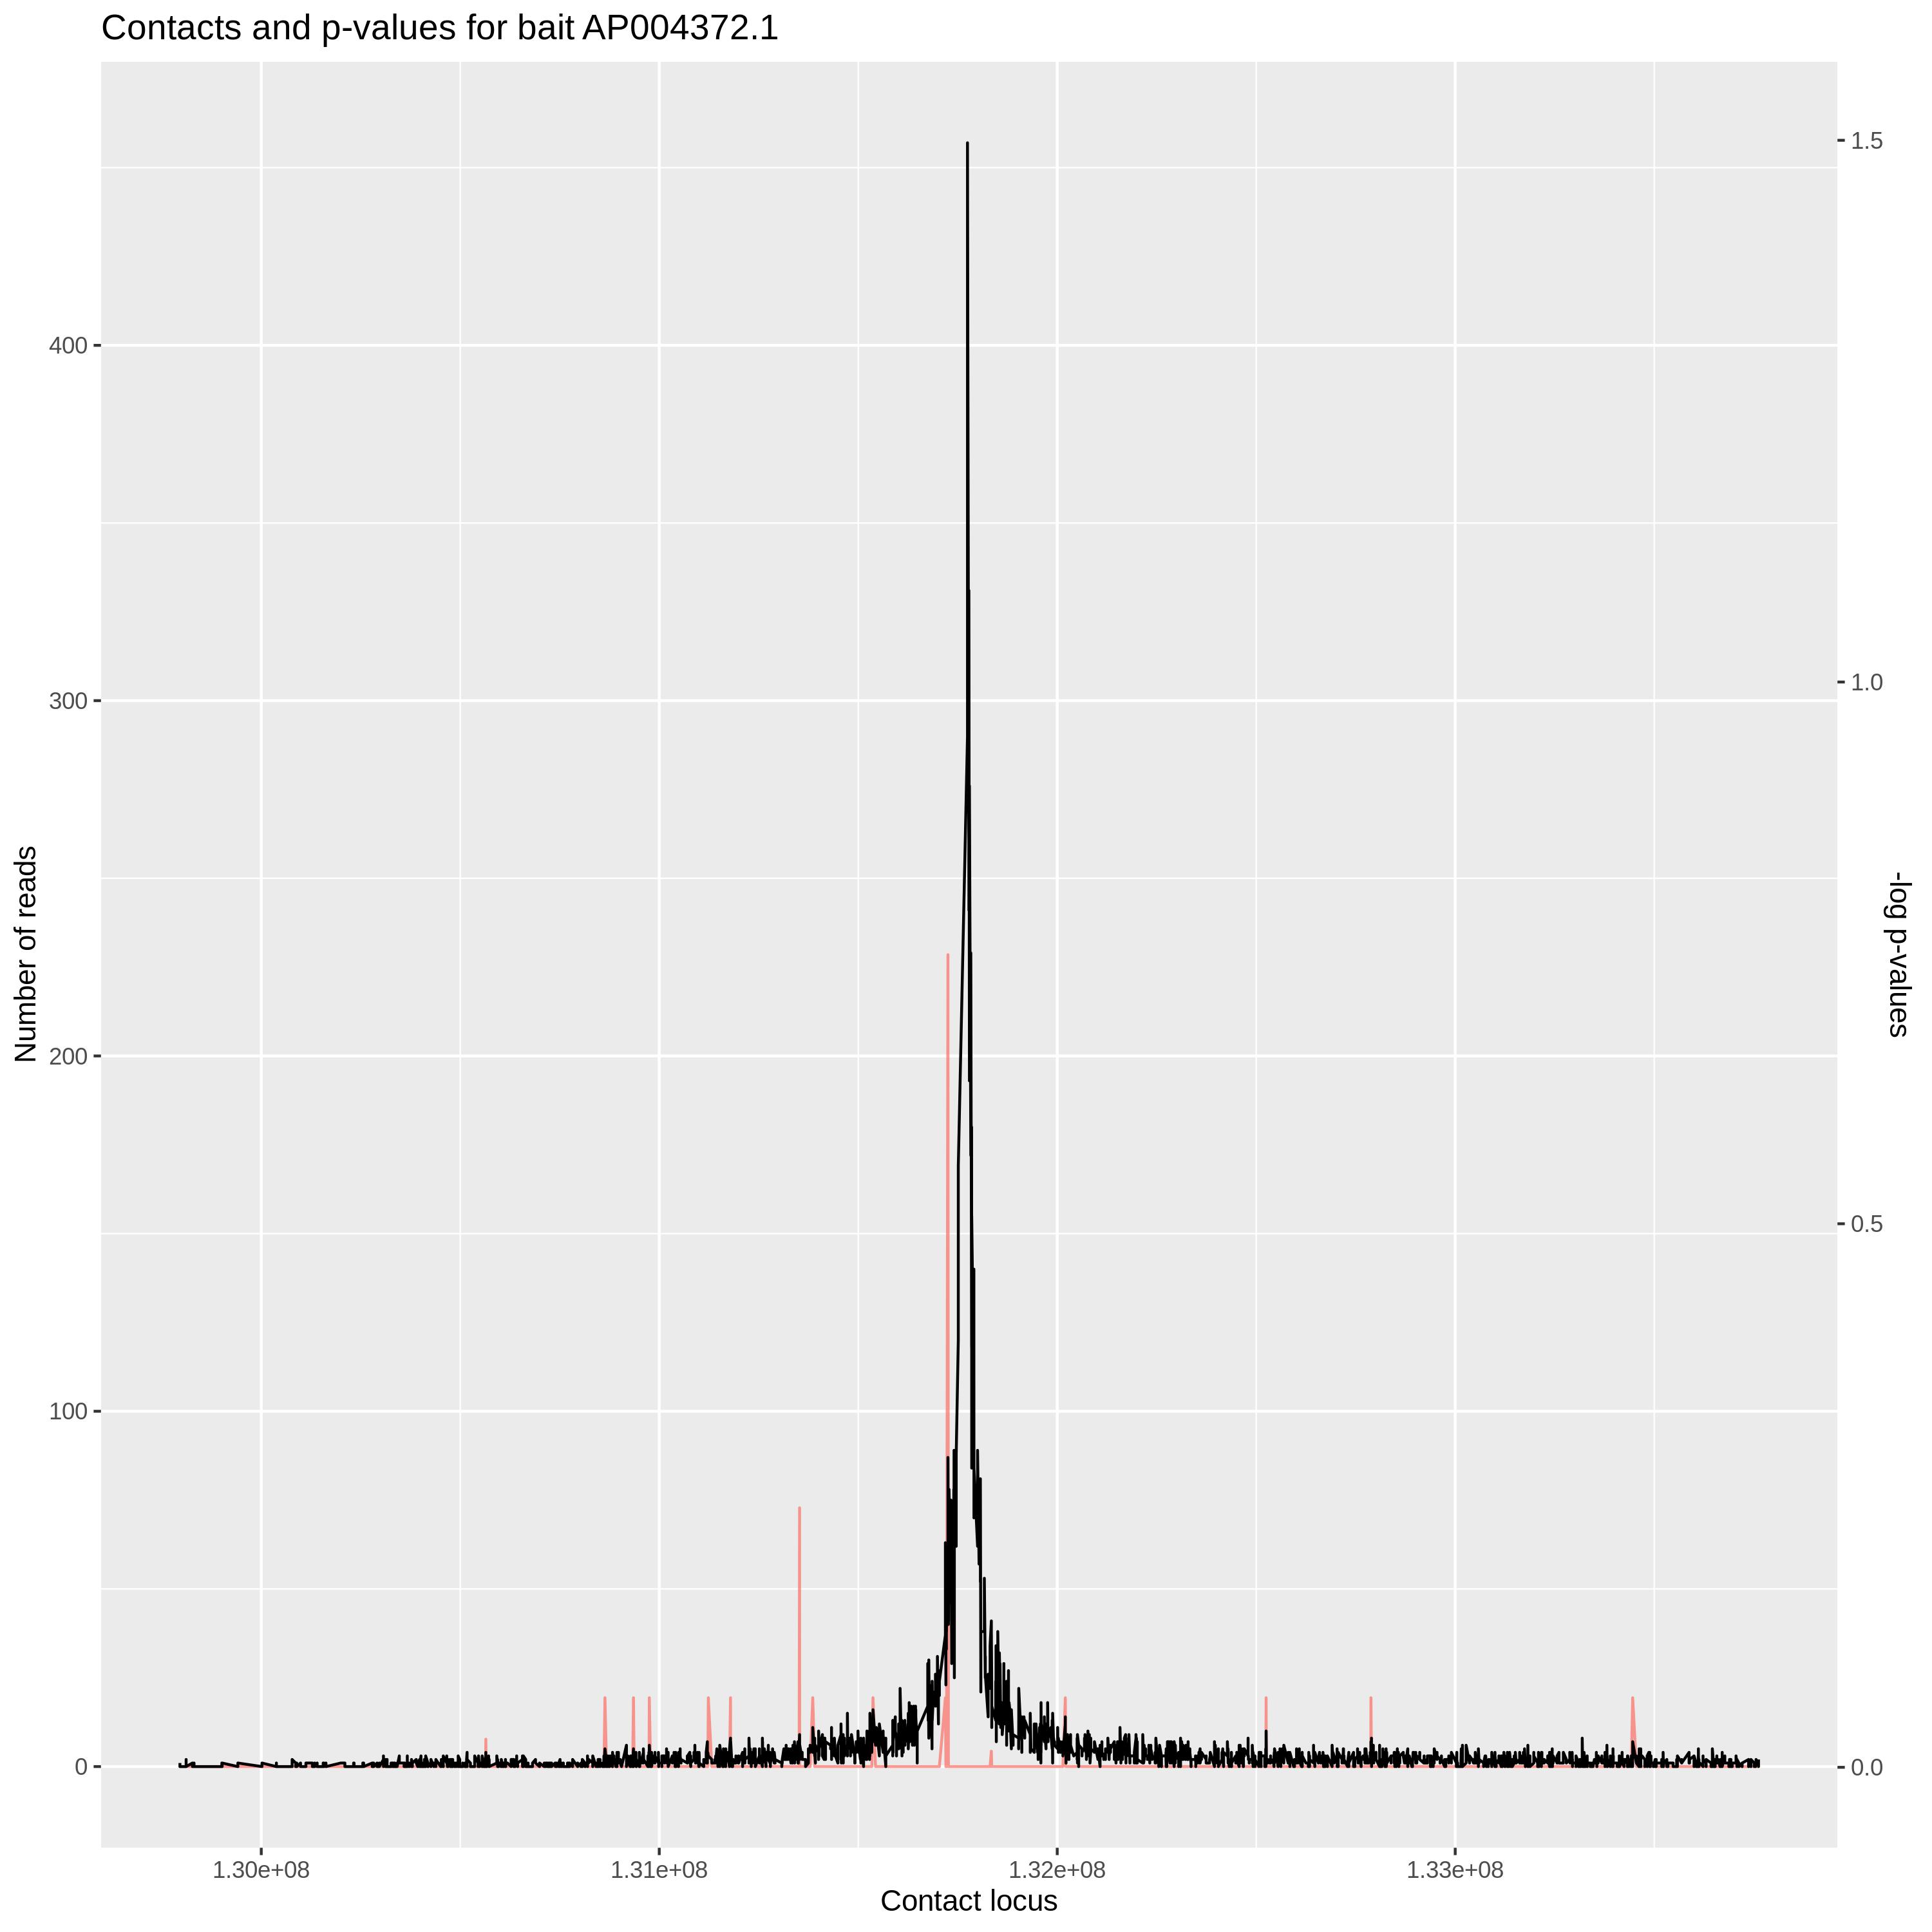 Contacts and p-values for bait AP004372.1
Number of reads
400
300
200
100
0
1.5
1.0
0.5
0.0
-log p-values
1.30e+08
1.31e+08
1.32e+08
1.33e+08
Contact locus